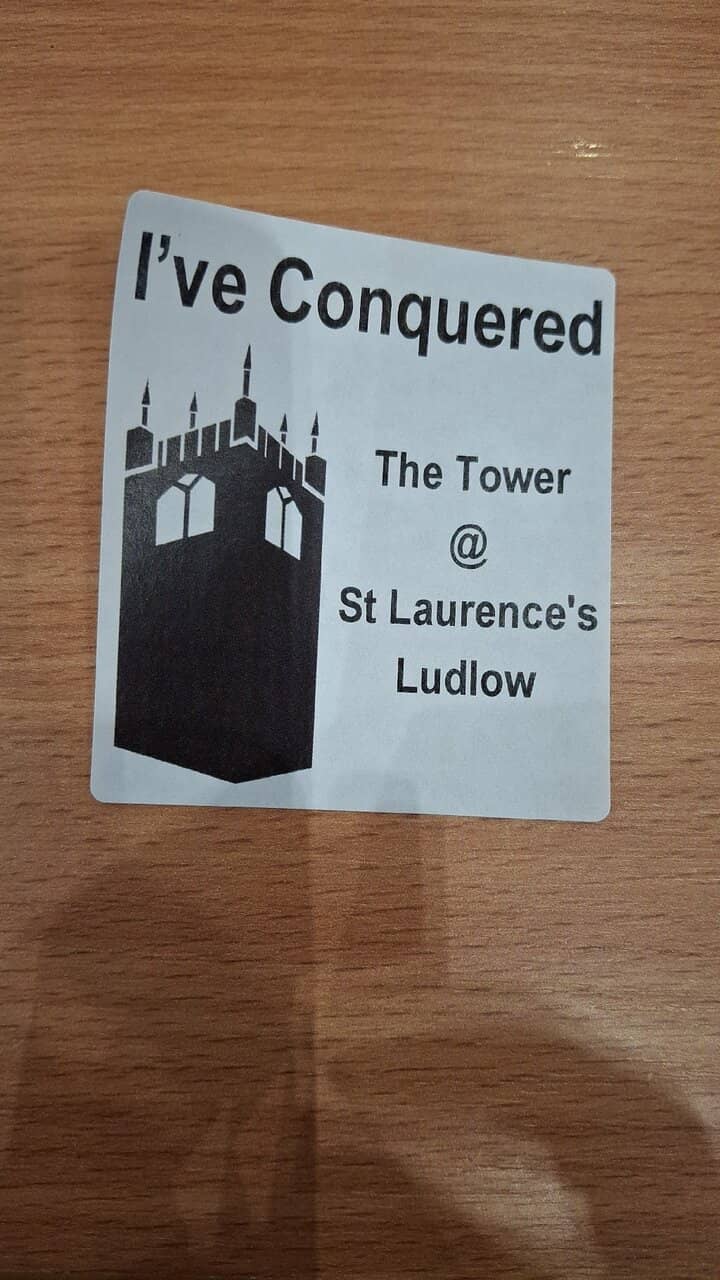 I've Conquered
The Tower
@
St Laurence's
Ludlow